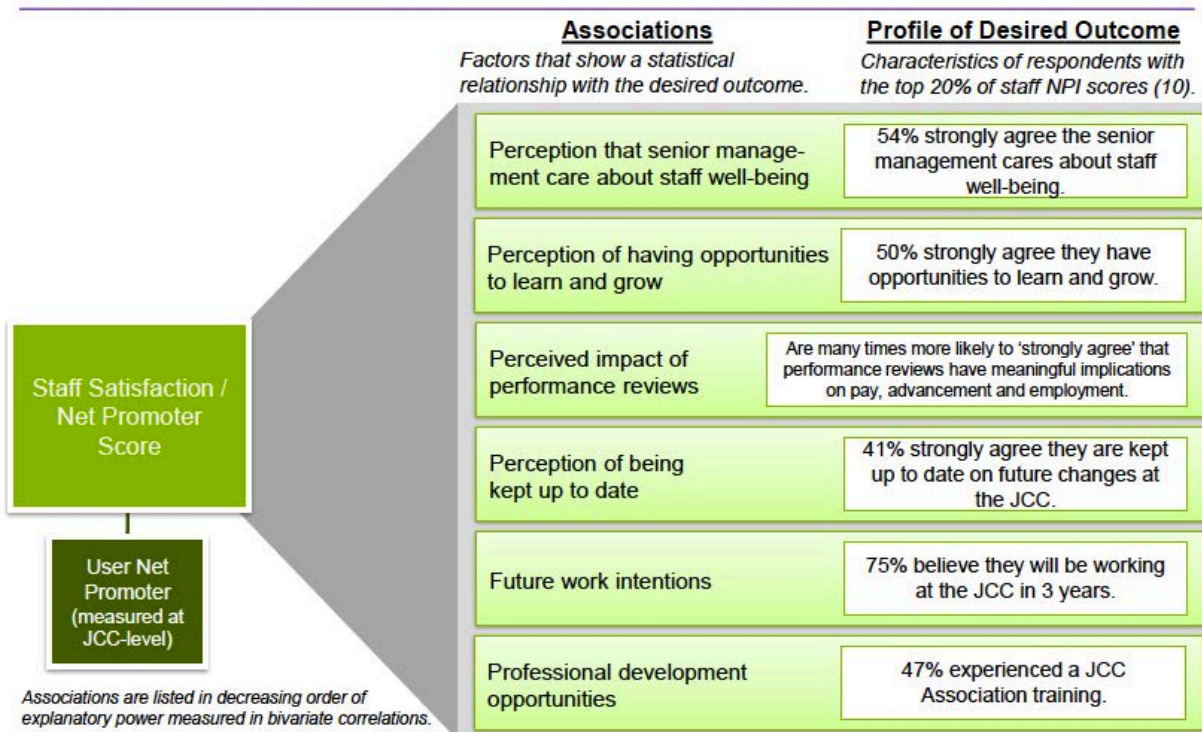 Associations
Factors that show a statistical
relationship with the desired outcome.
Profile of Desired Outcome
Characteristics of respondents with
the top 20% of staff NPI scores (10).
Staff Satisfaction /
Net Promoter
Score
User Net
Promoter
(measured at
JCC-level)
Associations are listed in decreasing order of
explanatory power measured in bivariate correlations.
Perception that senior manage-
ment care about staff well-being
54% strongly agree the senior
management cares about staff
well-being.
Perception of having opportunities
to learn and grow
50% strongly agree they have
opportunities to learn and grow.
Perceived impact of
performance reviews
Are many times more likely to ‘strongly agree’ that
performance reviews have meaningful implications
on pay, advancement and employment.
Perception of being
kept up to date
41% strongly agree they are kept
up to date on future changes at
the JCC.
Future work intentions
75% believe they will be working
at the JCC in 3 years.
Professional development
opportunities
47% experienced a JCC
Association training.